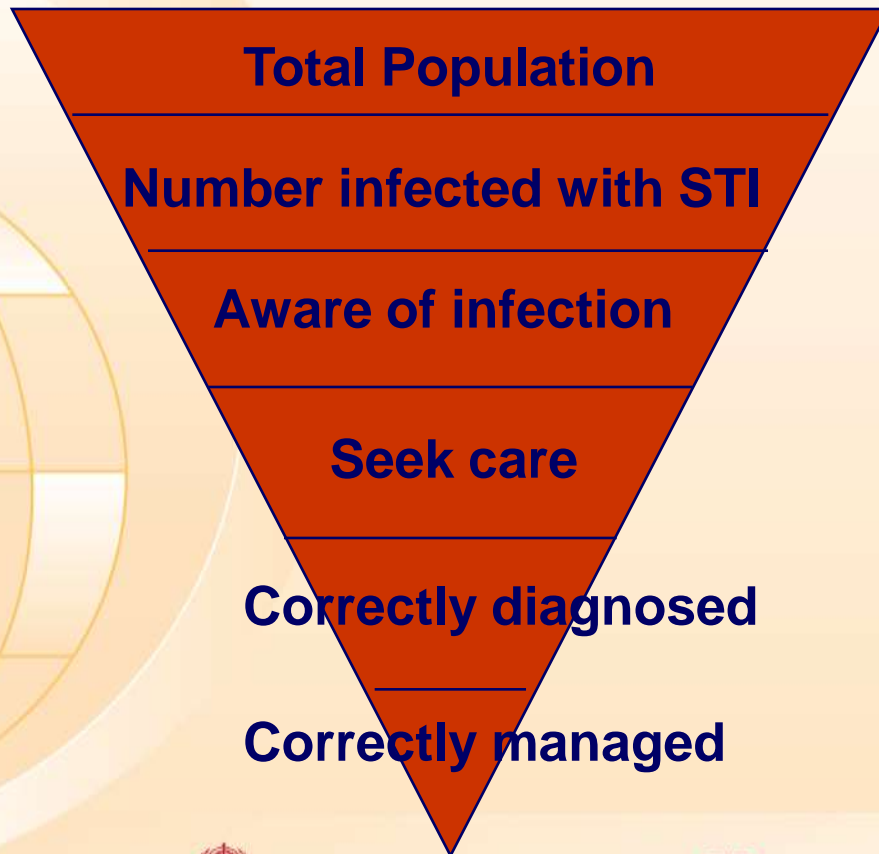 Total Population
Number infected with STI
Aware of infection
Seek care
Correctly diagnosed
Correctly managed